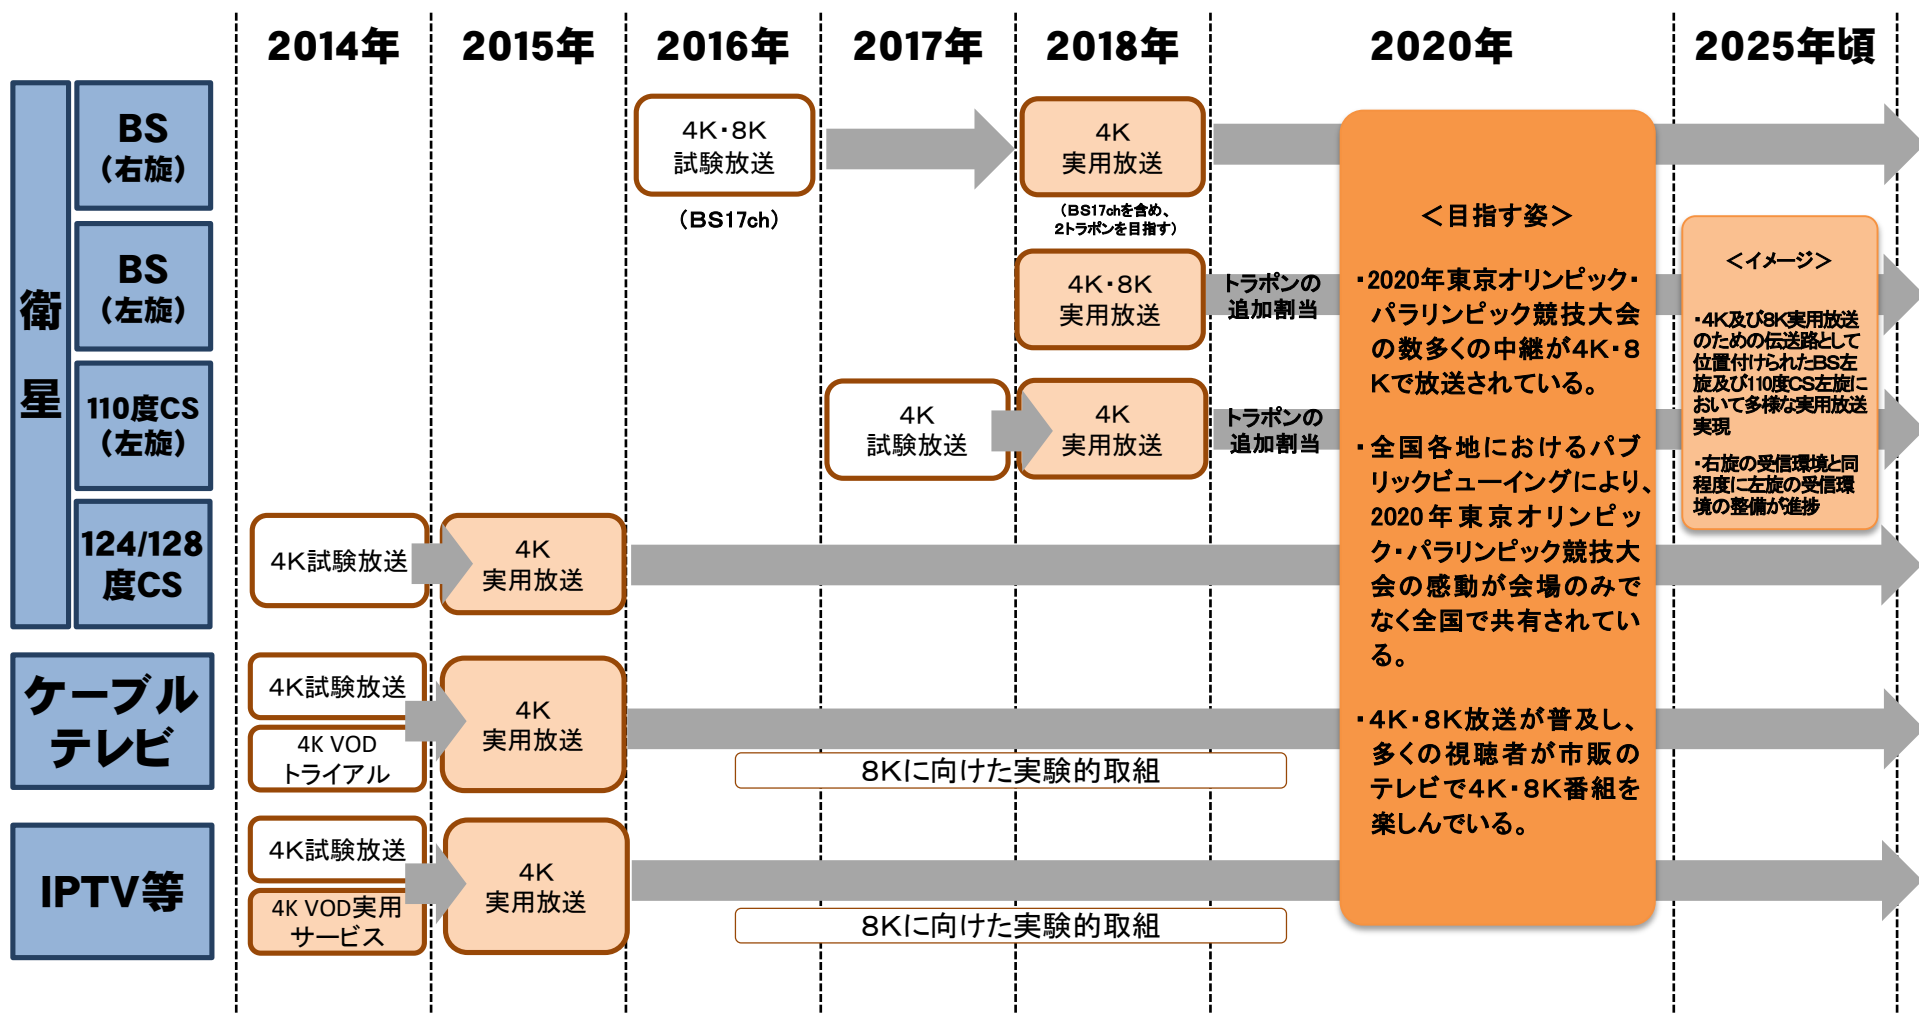 2014年
2015年
2016年
2017年
2018年
2020年
2025年頃
衛
星
BS
（右旋）
4K・8K
試験放送
（BS17ch）
4K
実用放送
（BS17chを含め、
2トラポンを目指す）
BS
（左旋）
4K・8K
実用放送
トラポンの
追加割当
110度CS
（左旋）
4K
試験放送
4K
実用放送
トラポンの
追加割当
124/128
度CS
4K試験放送
4K
実用放送
ケーブル
テレビ
4K試験放送
4K VOD
トライアル
4K
実用放送
8Kに向けた実験的取組
IPTV等
4K試験放送
4K VOD実用
サービス
4K
実用放送
8Kに向けた実験的取組
＜目指す姿＞
・2020年東京オリンピック・
パラリンピック競技大会
の数多くの中継が4K・8
Kで放送されている。
・全国各地におけるパブ
リックビューイングにより、
2020年東京オリンピッ
ク・パラリンピック競技大
会の感動が会場のみで
なく全国で共有されてい
る。
・4K・8K放送が普及し、
多くの視聴者が市販の
テレビで4K・8K番組を
楽しんでいる。
＜イメージ＞
・4K及び8K実用放送
のための伝送路として
位置付けられたBS左
旋及び110度CS左旋に
おいて多様な実用放送
実現
・右旋の受信環境と同
程度に左旋の受信環
境の整備が進捗